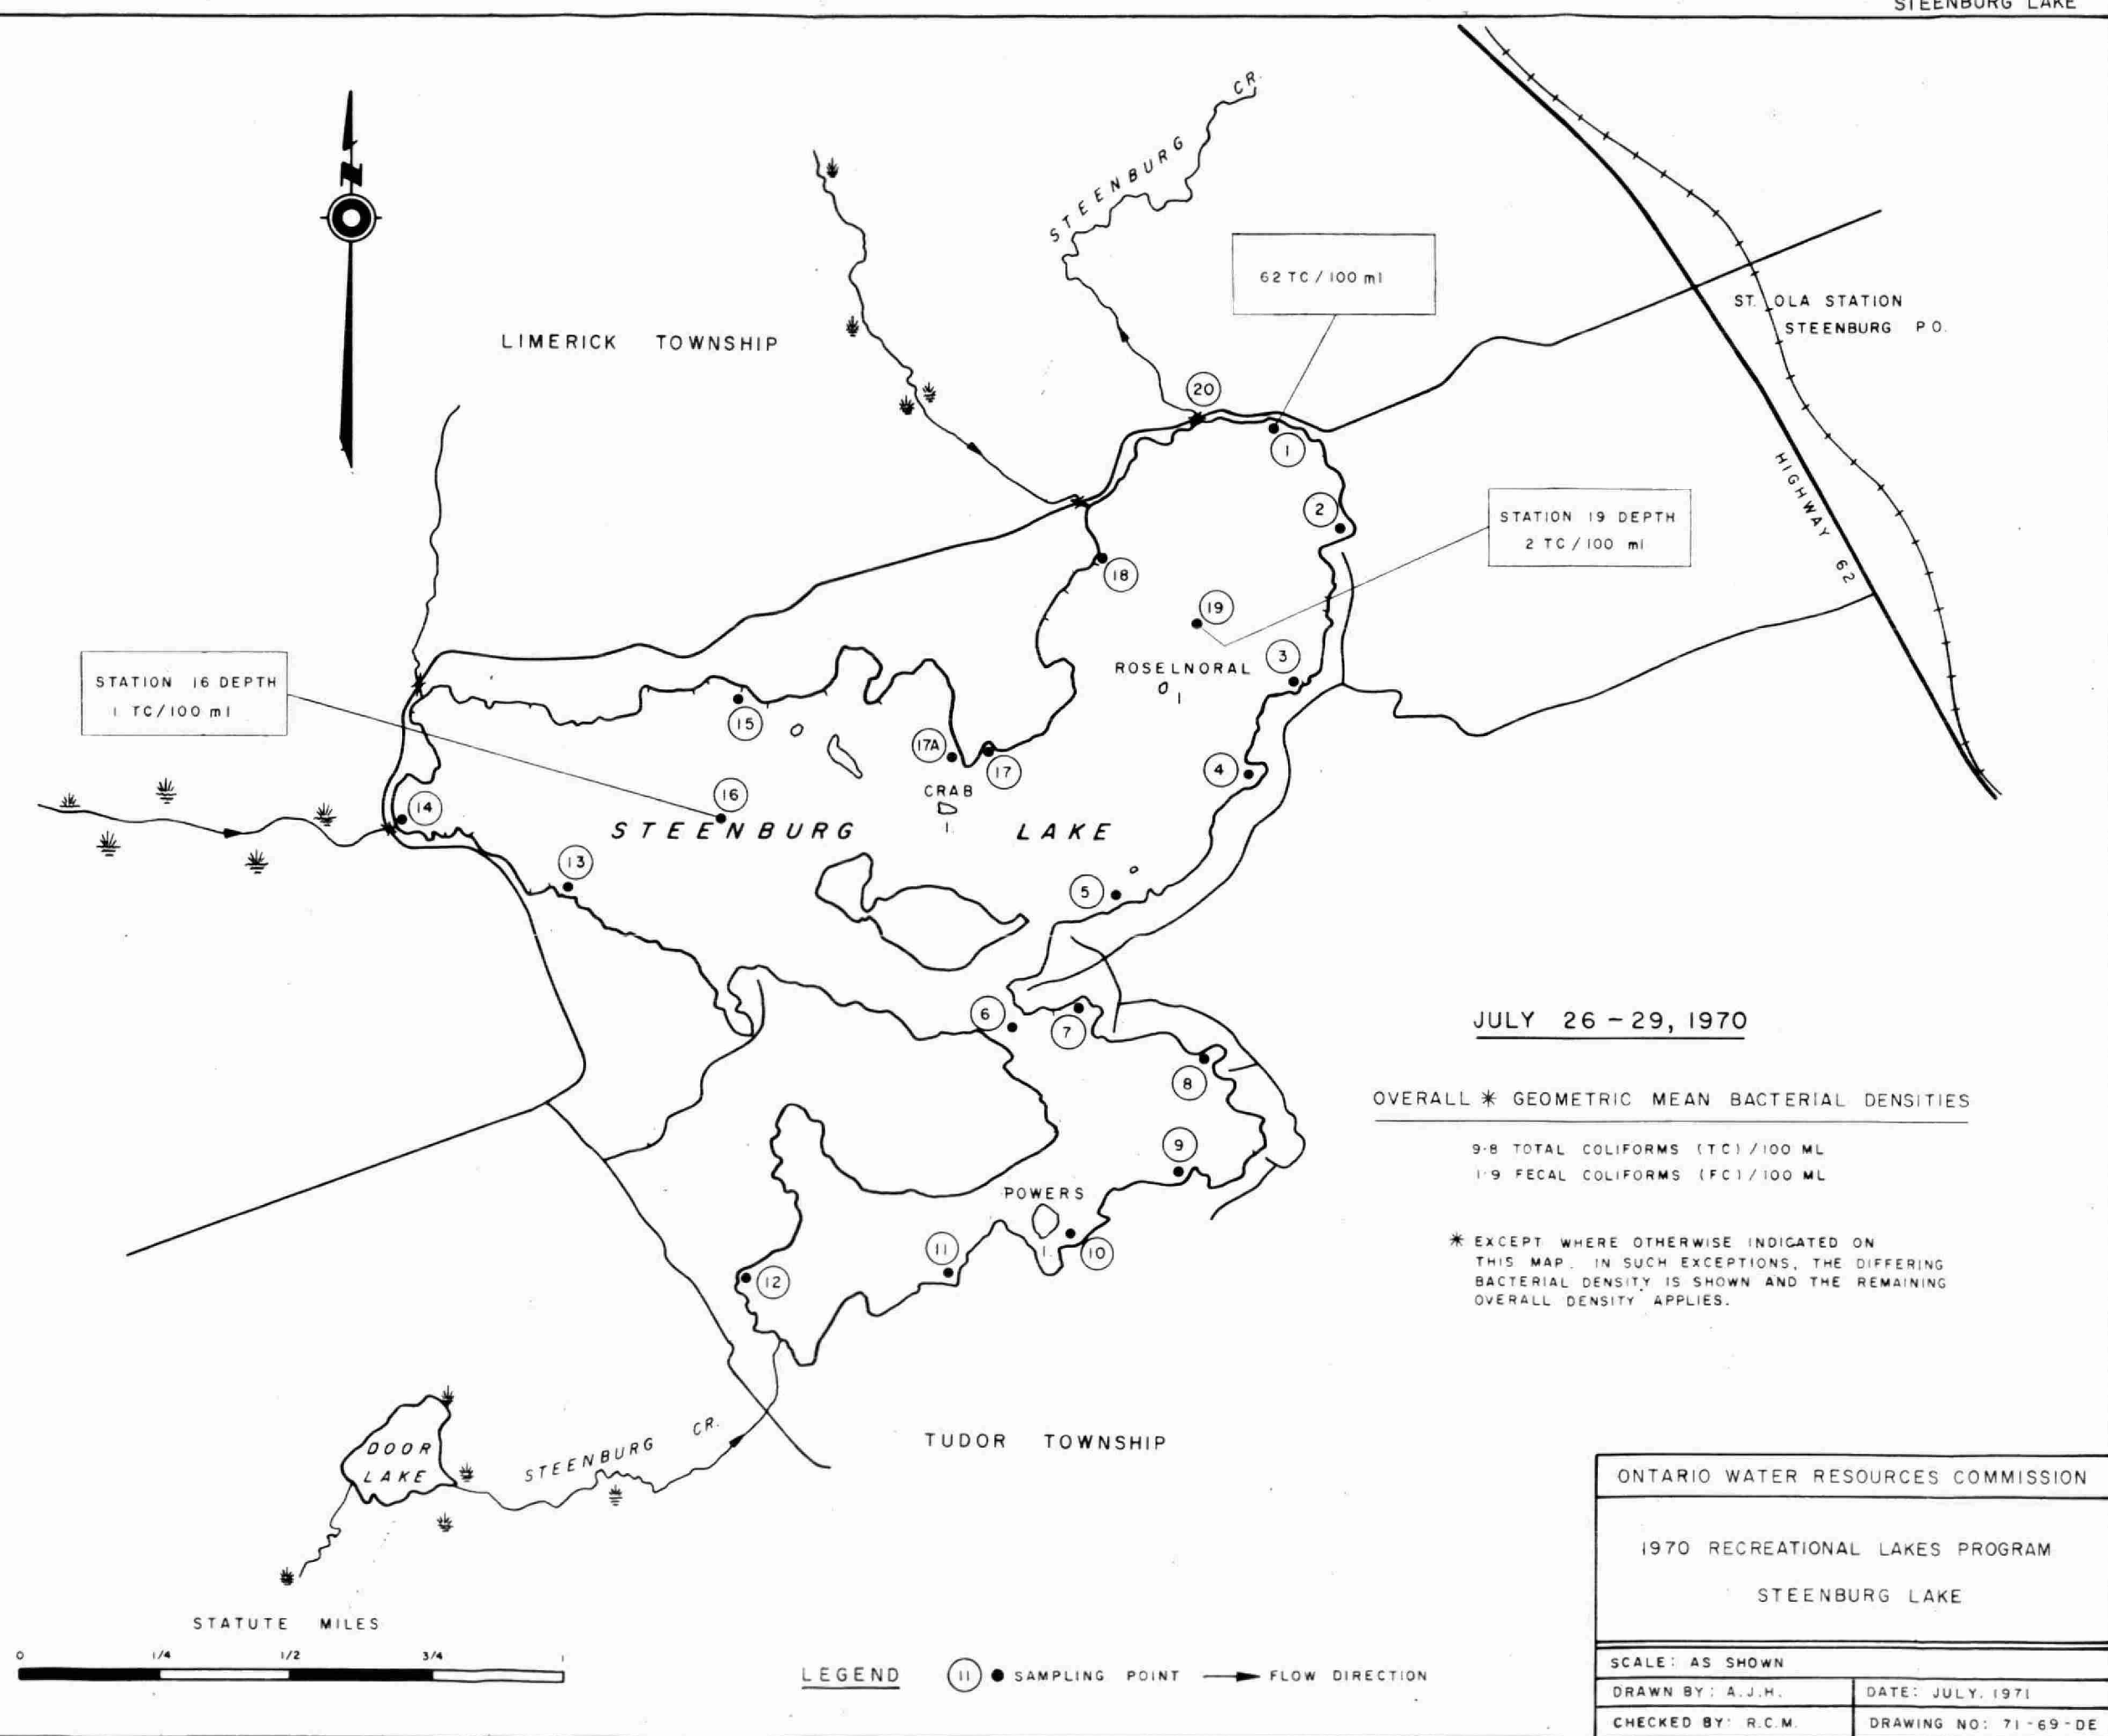 STEENBURG LAKE
N
STEENBURG CR.
62 TC / 100 ml
LIMERICK TOWNSHIP
ST. OLA STATION
STEENBURG P O.
20
1
2
HIGHWAY 62
STATION 19 DEPTH
2 TC / 100 ml
18
19
ROSELNORAL
I
3
STATION 16 DEPTH
1 TC/100 ml
15
17A
17
4
CRAB
I.
16
14
STEENBURG LAKE
13
5
6
7
8
9
JULY 26 - 29, 1970
OVERALL * GEOMETRIC MEAN BACTERIAL DENSITIES
9·8 TOTAL COLIFORMS (TC) / 100 ML
1·9 FECAL COLIFORMS (FC) / 100 ML
* EXCEPT WHERE OTHERWISE INDICATED ON
THIS MAP. IN SUCH EXCEPTIONS, THE DIFFERING
BACTERIAL DENSITY IS SHOWN AND THE REMAINING
OVERALL DENSITY APPLIES.
POWERS
I.
10
11
12
DOOR
LAKE
STEENBURG CR.
TUDOR TOWNSHIP
STATUTE MILES
0 1/4 1/2 3/4 1
LEGEND 11 SAMPLING POINT FLOW DIRECTION
ONTARIO WATER RESOURCES COMMISSION
1970 RECREATIONAL LAKES PROGRAM
STEENBURG LAKE
SCALE: AS SHOWN
DRAWN BY: A.J.H. DATE: JULY, 1971
CHECKED BY: R.C.M. DRAWING NO: 71-69-DE